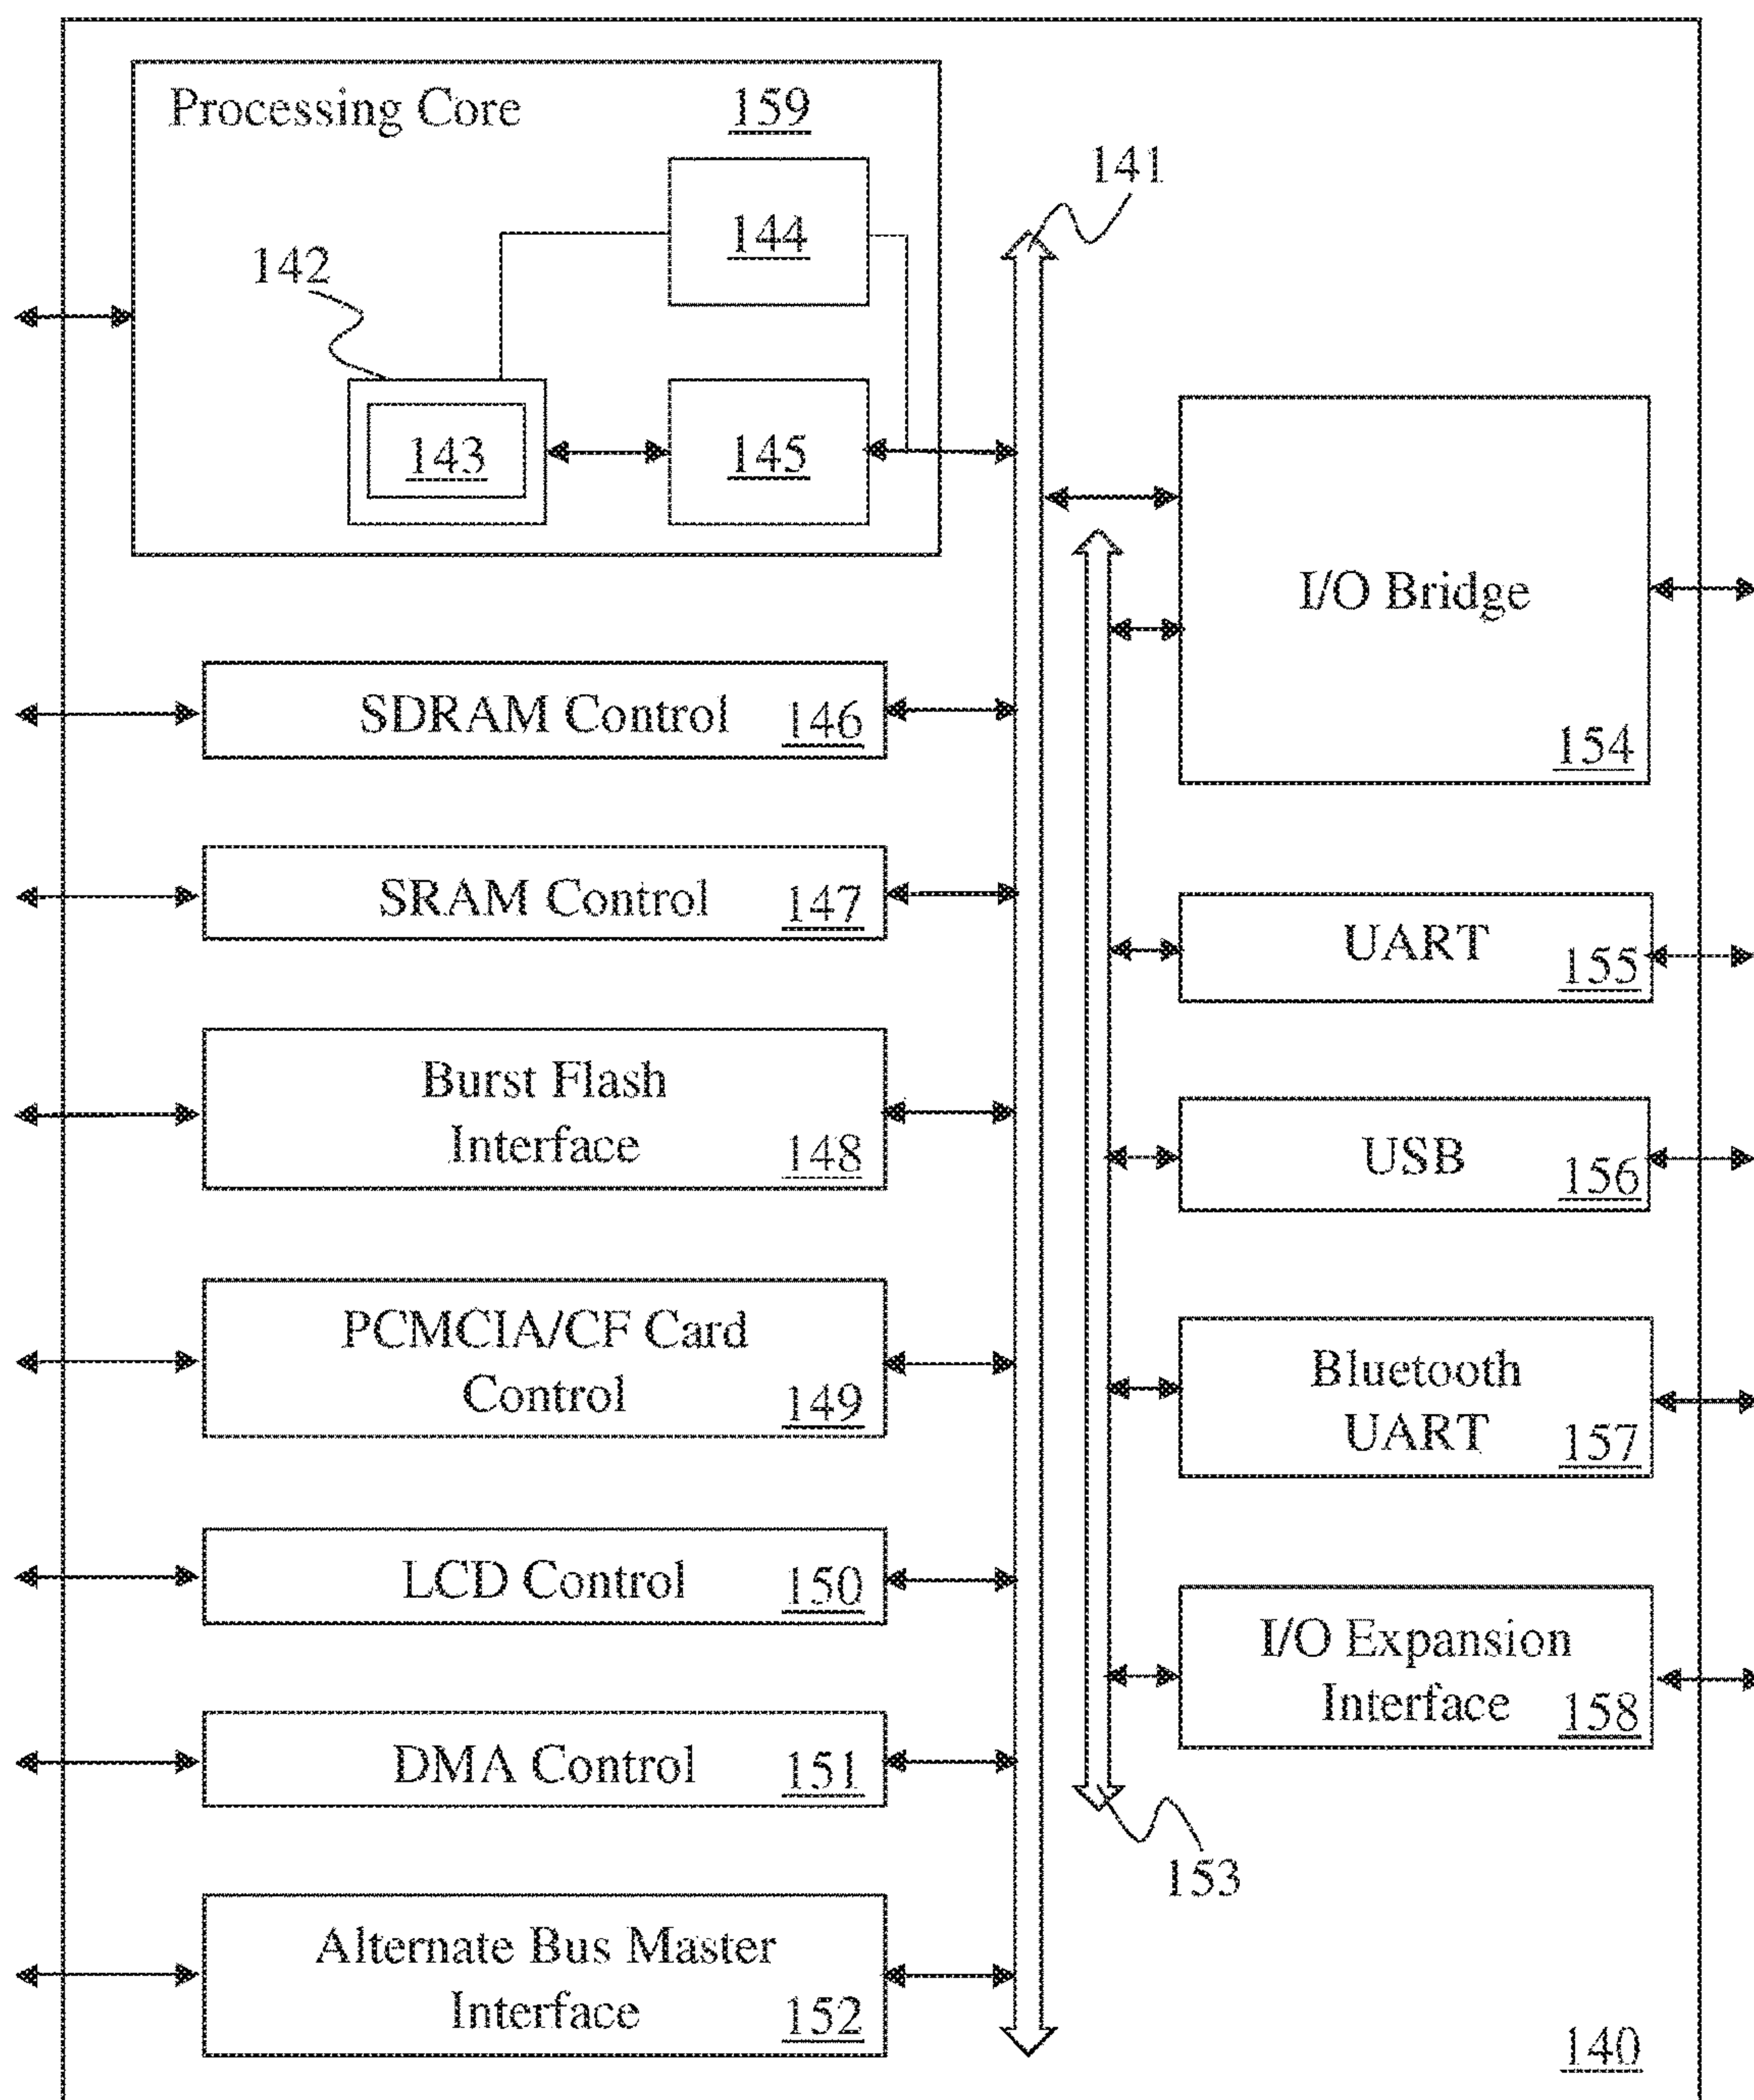 Processing Core 159
144
141
142
143
145
I/O Bridge
154
SDRAM Control 146
SRAM Control 147
UART 155
Burst Flash
Interface 148
USB 156
PCMCIA/CF Card
Control 149
Bluetooth
UART 157
LCD Control 150
I/O Expansion
Interface 158
DMA Control 151
153
Alternate Bus Master
Interface 152
140